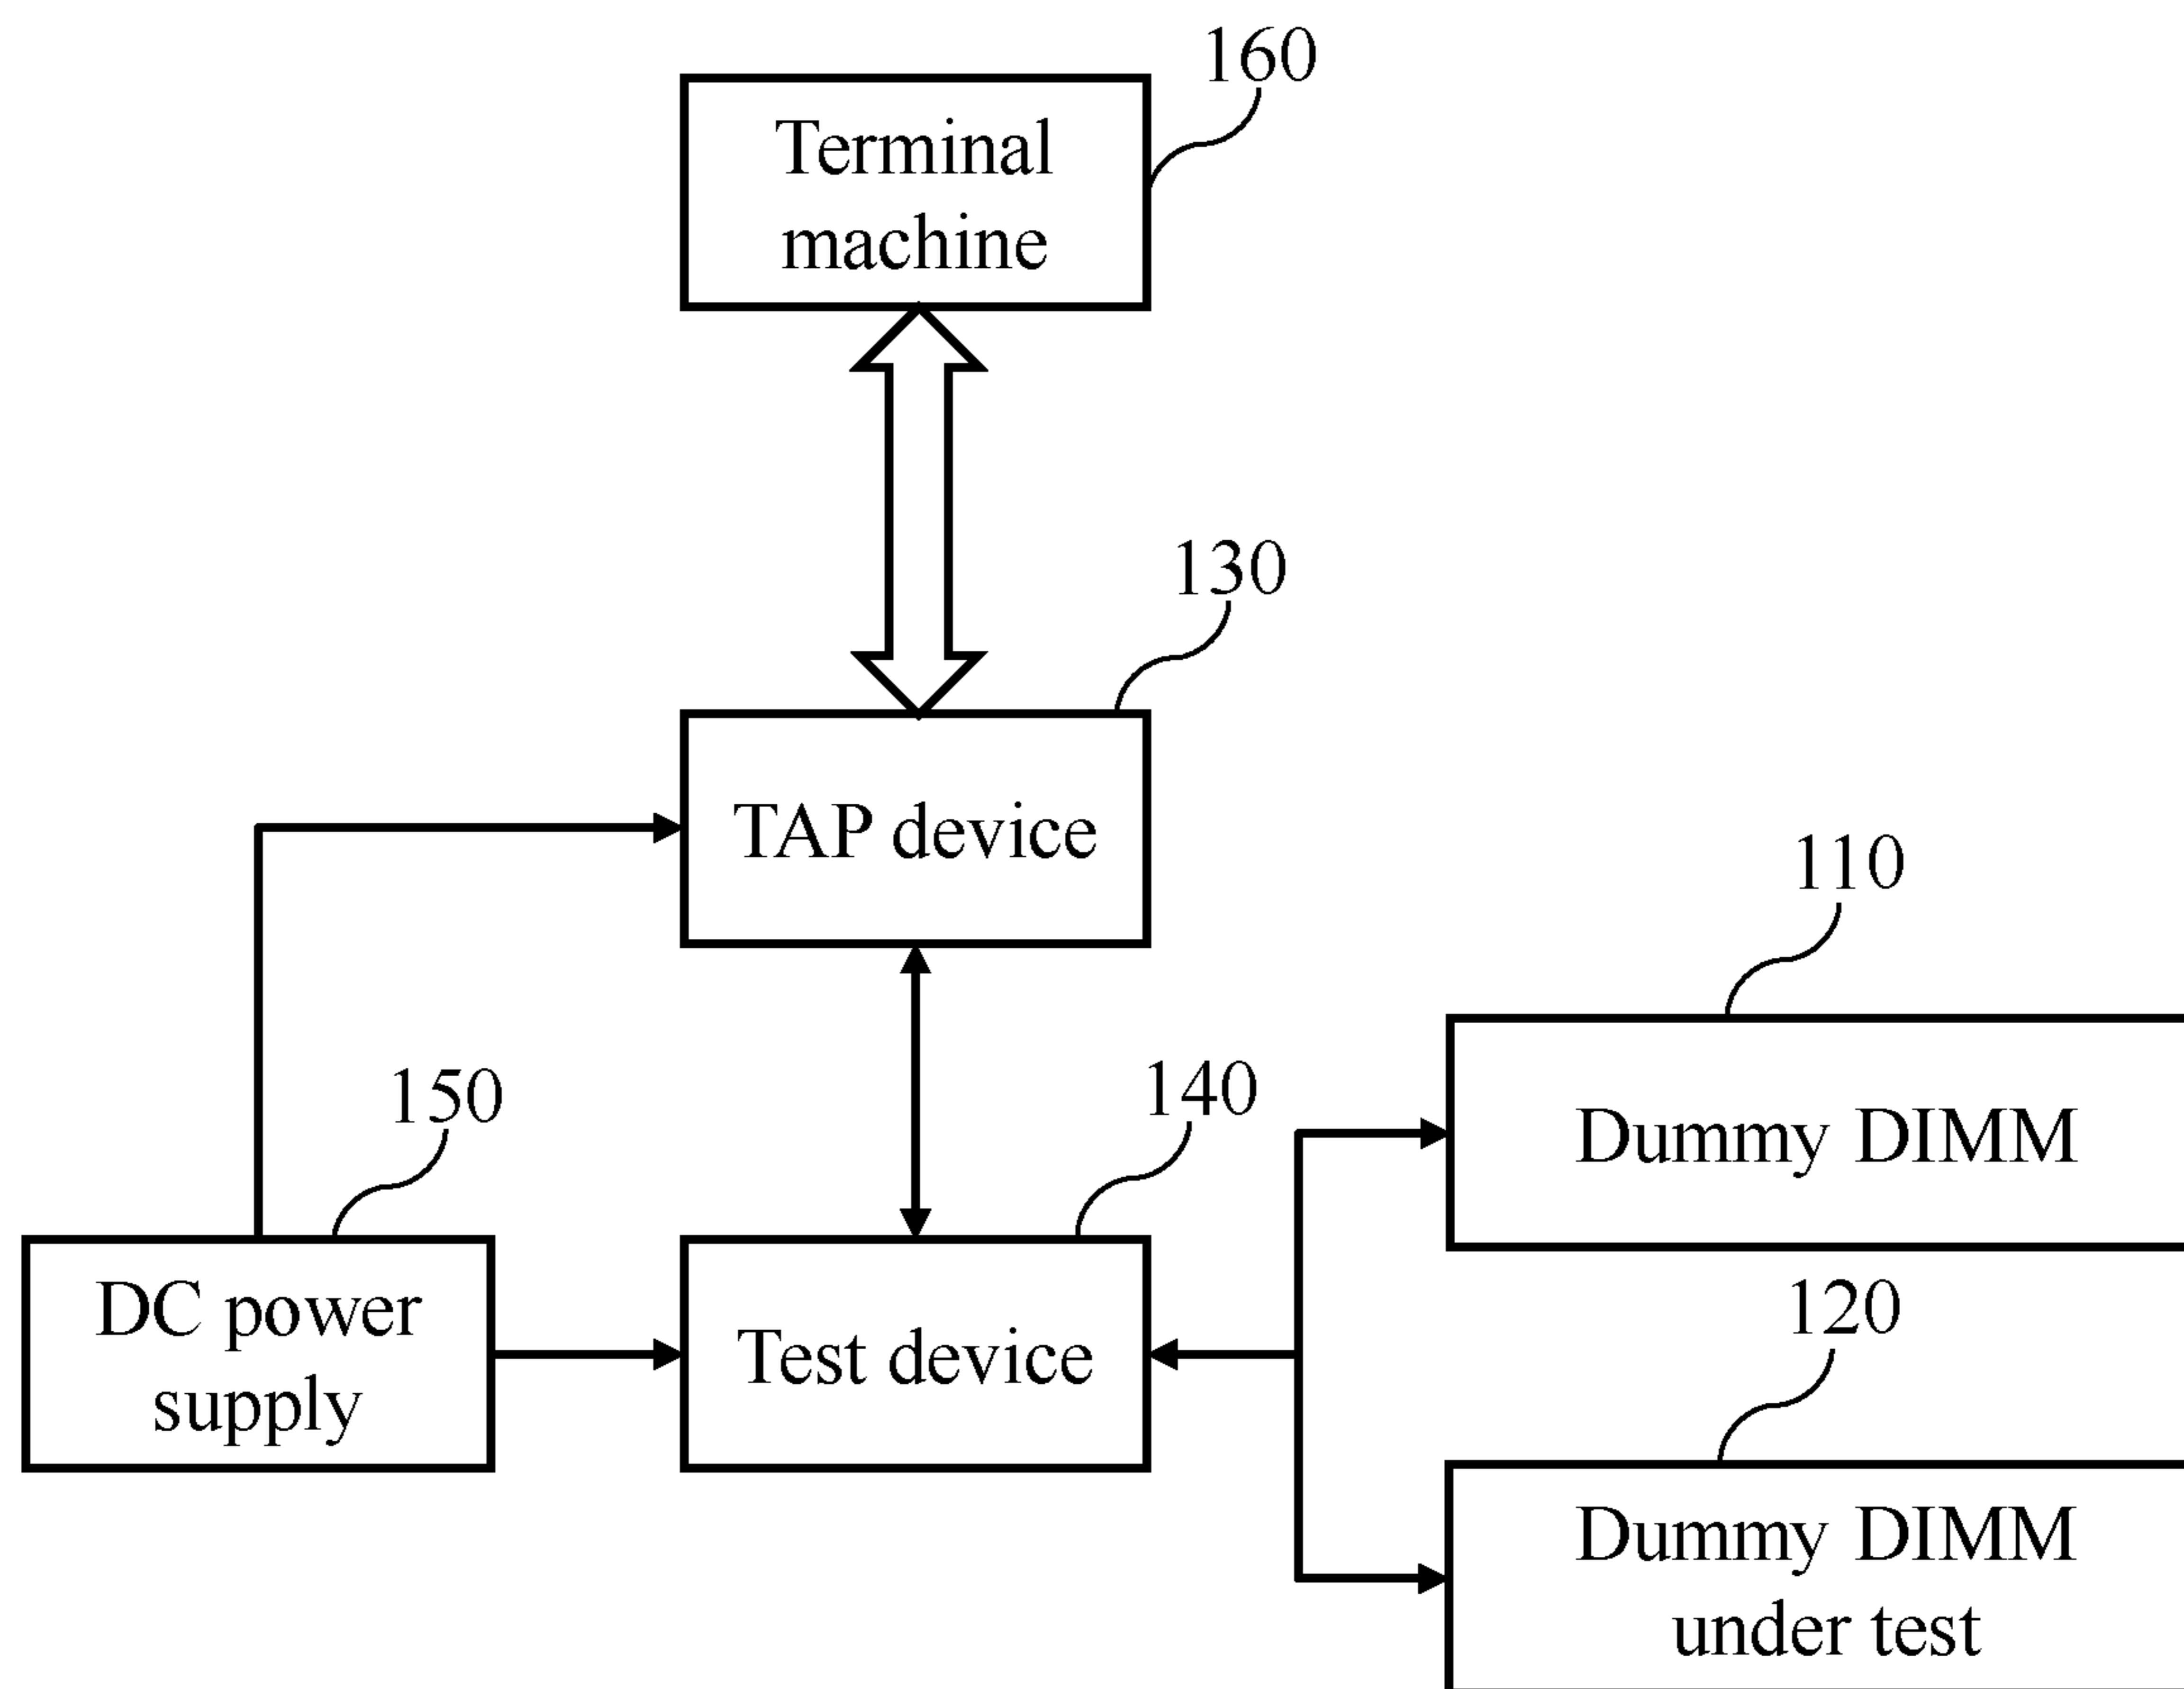 160
Terminal
machine
130
TAP device
110
150
140
Dummy DIMM
DC power
supply
Test device
120
Dummy DIMM
under test